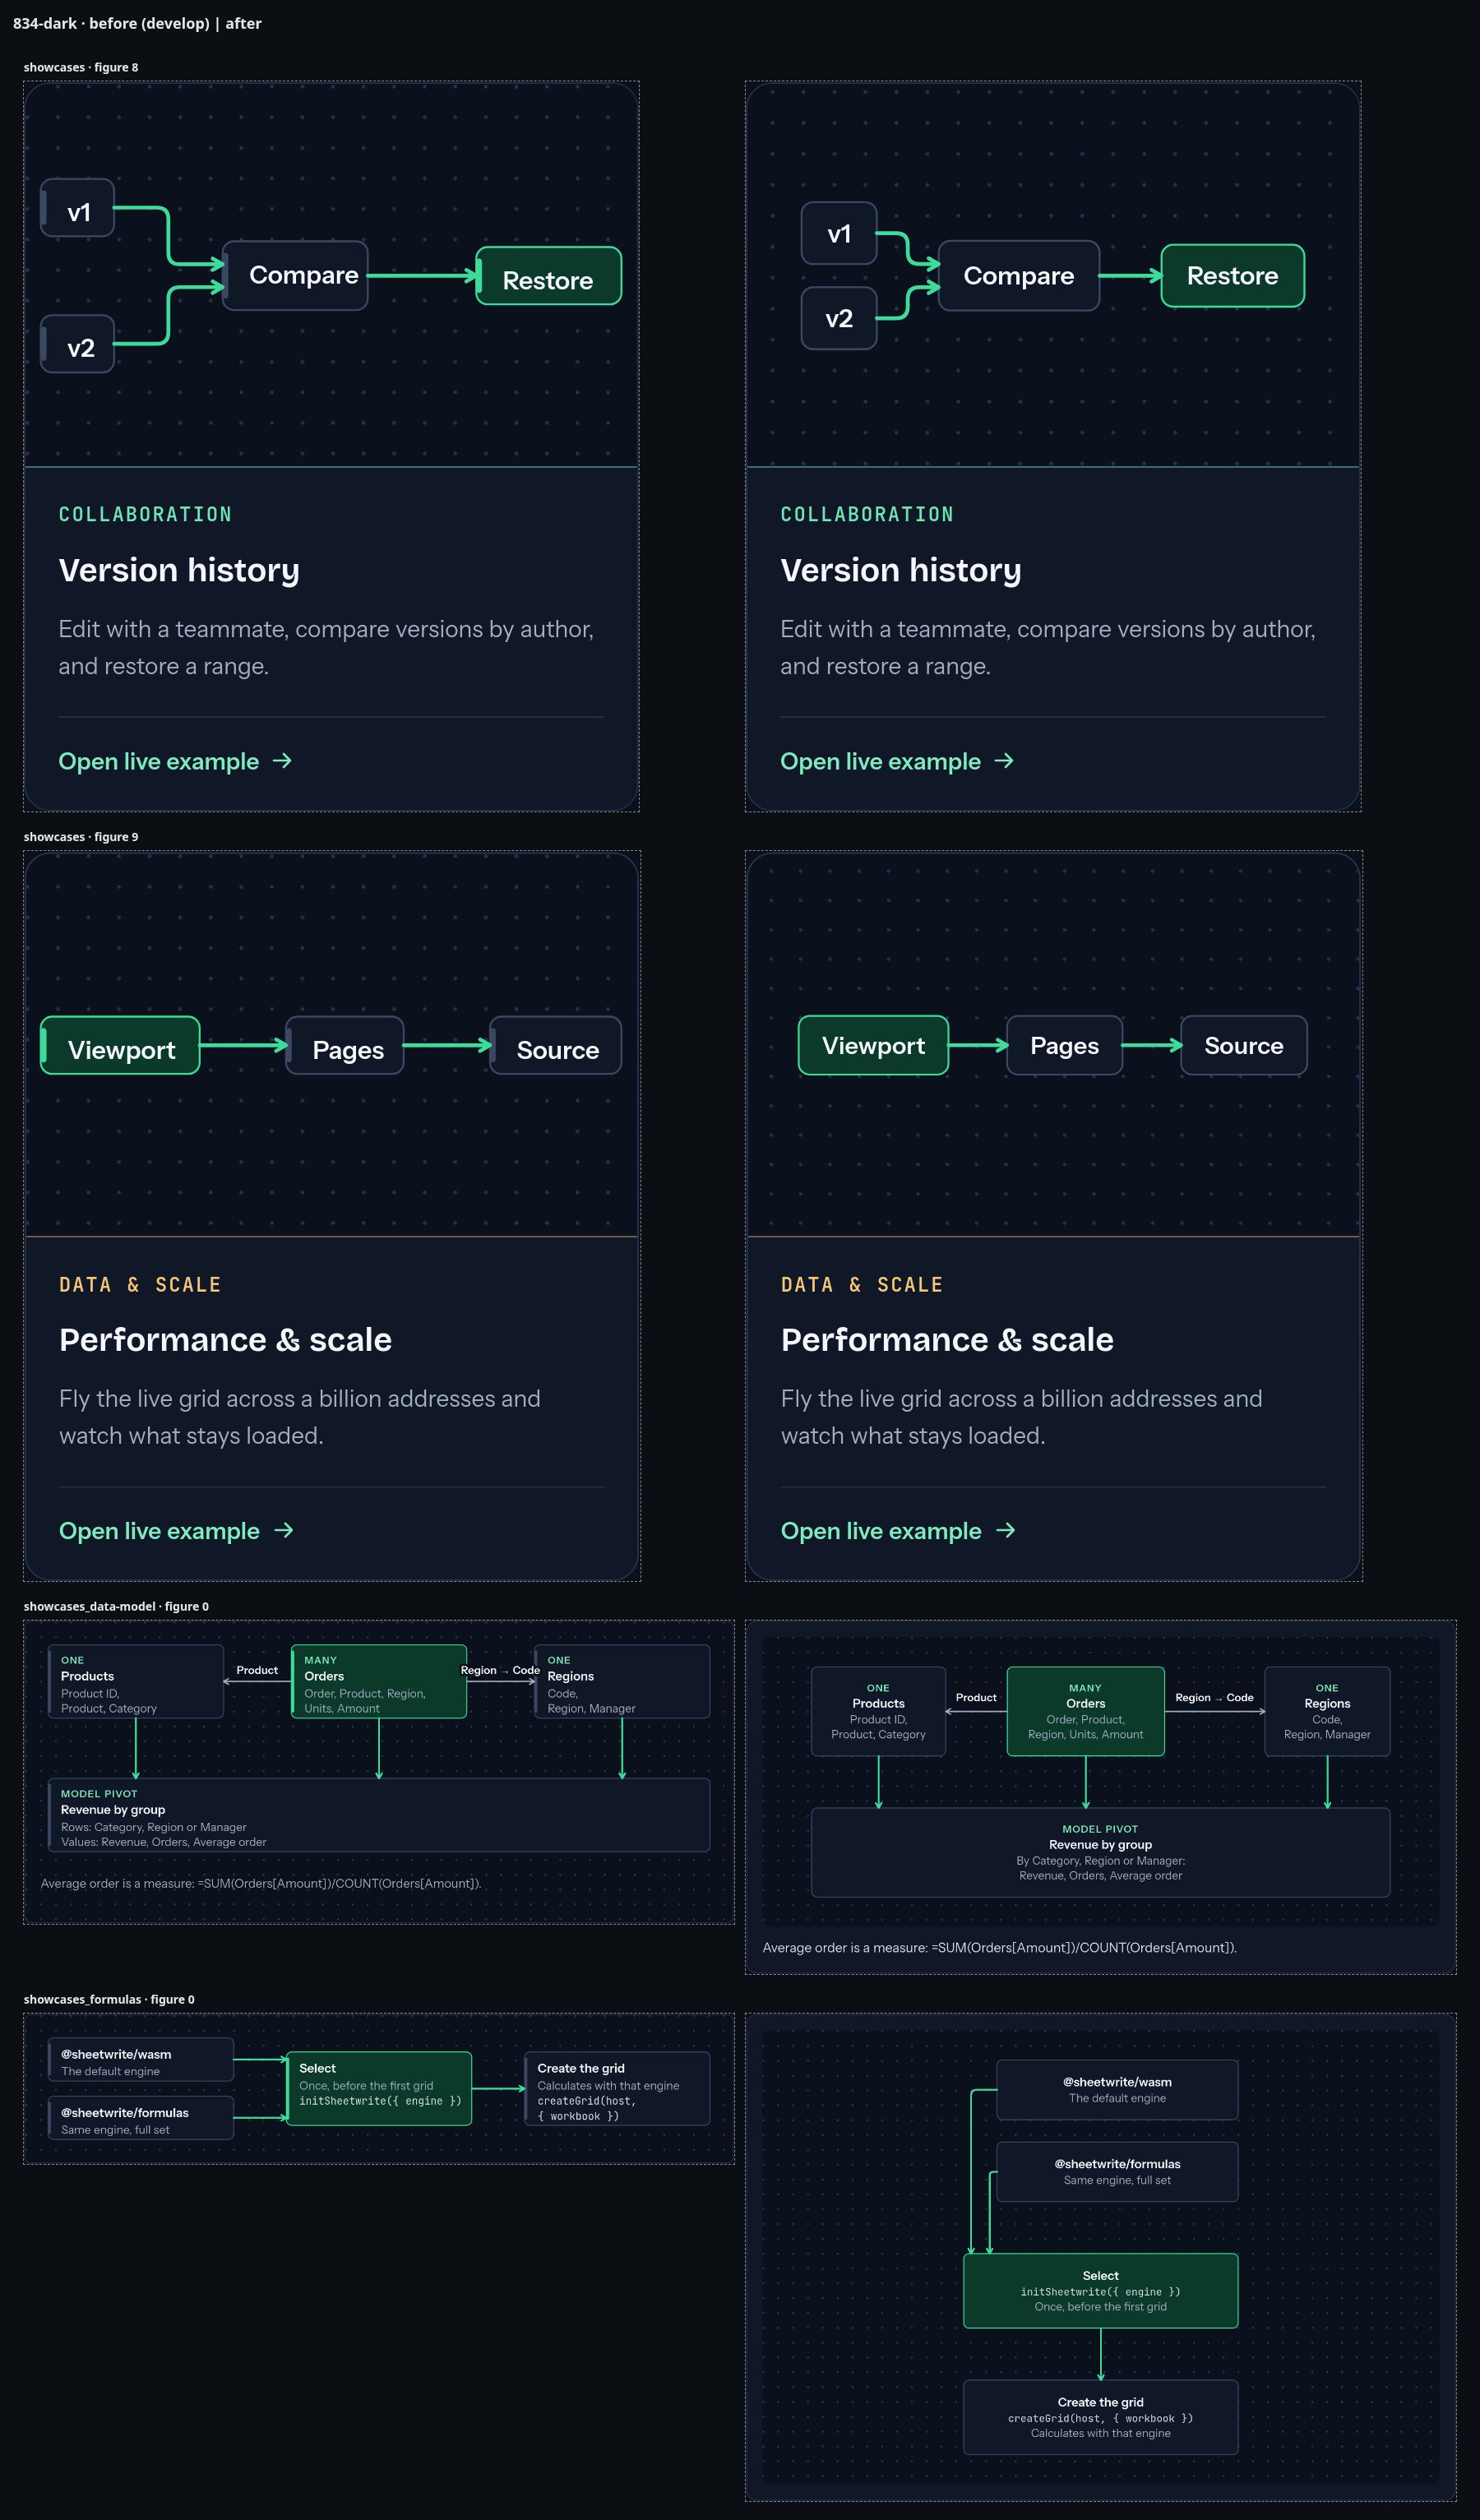 834-dark · before (develop) | after
showcases · figure 8
v1
v2
Compare
Restore
COLLABORATION
Version history
Edit with a teammate, compare versions by author,
and restore a range.
Open live example →
v1
v2
Compare
Restore
COLLABORATION
Version history
Edit with a teammate, compare versions by author,
and restore a range.
Open live example →
showcases · figure 9
Viewport
Pages
Source
DATA & SCALE
Performance & scale
Fly the live grid across a billion addresses and
watch what stays loaded.
Open live example →
Viewport
Pages
Source
DATA & SCALE
Performance & scale
Fly the live grid across a billion addresses and
watch what stays loaded.
Open live example →
showcases_data-model · figure 0
ONE
Products
Product ID,
Product, Category
Product
MANY
Orders
Order, Product, Region,
Units, Amount
Region → Code
ONE
Regions
Code,
Region, Manager
MODEL PIVOT
Revenue by group
Rows: Category, Region or Manager
Values: Revenue, Orders, Average order
Average order is a measure: =SUM(Orders[Amount])/COUNT(Orders[Amount]).
ONE
Products
Product ID,
Product, Category
Product
MANY
Orders
Order, Product,
Region, Units, Amount
Region → Code
ONE
Regions
Code,
Region, Manager
MODEL PIVOT
Revenue by group
By Category, Region or Manager:
Revenue, Orders, Average order
Average order is a measure: =SUM(Orders[Amount])/COUNT(Orders[Amount]).
showcases_formulas · figure 0
@sheetwrite/wasm
The default engine
@sheetwrite/formulas
Same engine, full set
Select
Once, before the first grid
initSheetwrite({ engine })
Create the grid
Calculates with that engine
createGrid(host,
{ workbook })
@sheetwrite/wasm
The default engine
@sheetwrite/formulas
Same engine, full set
Select
initSheetwrite({ engine })
Once, before the first grid
Create the grid
createGrid(host, { workbook })
Calculates with that engine